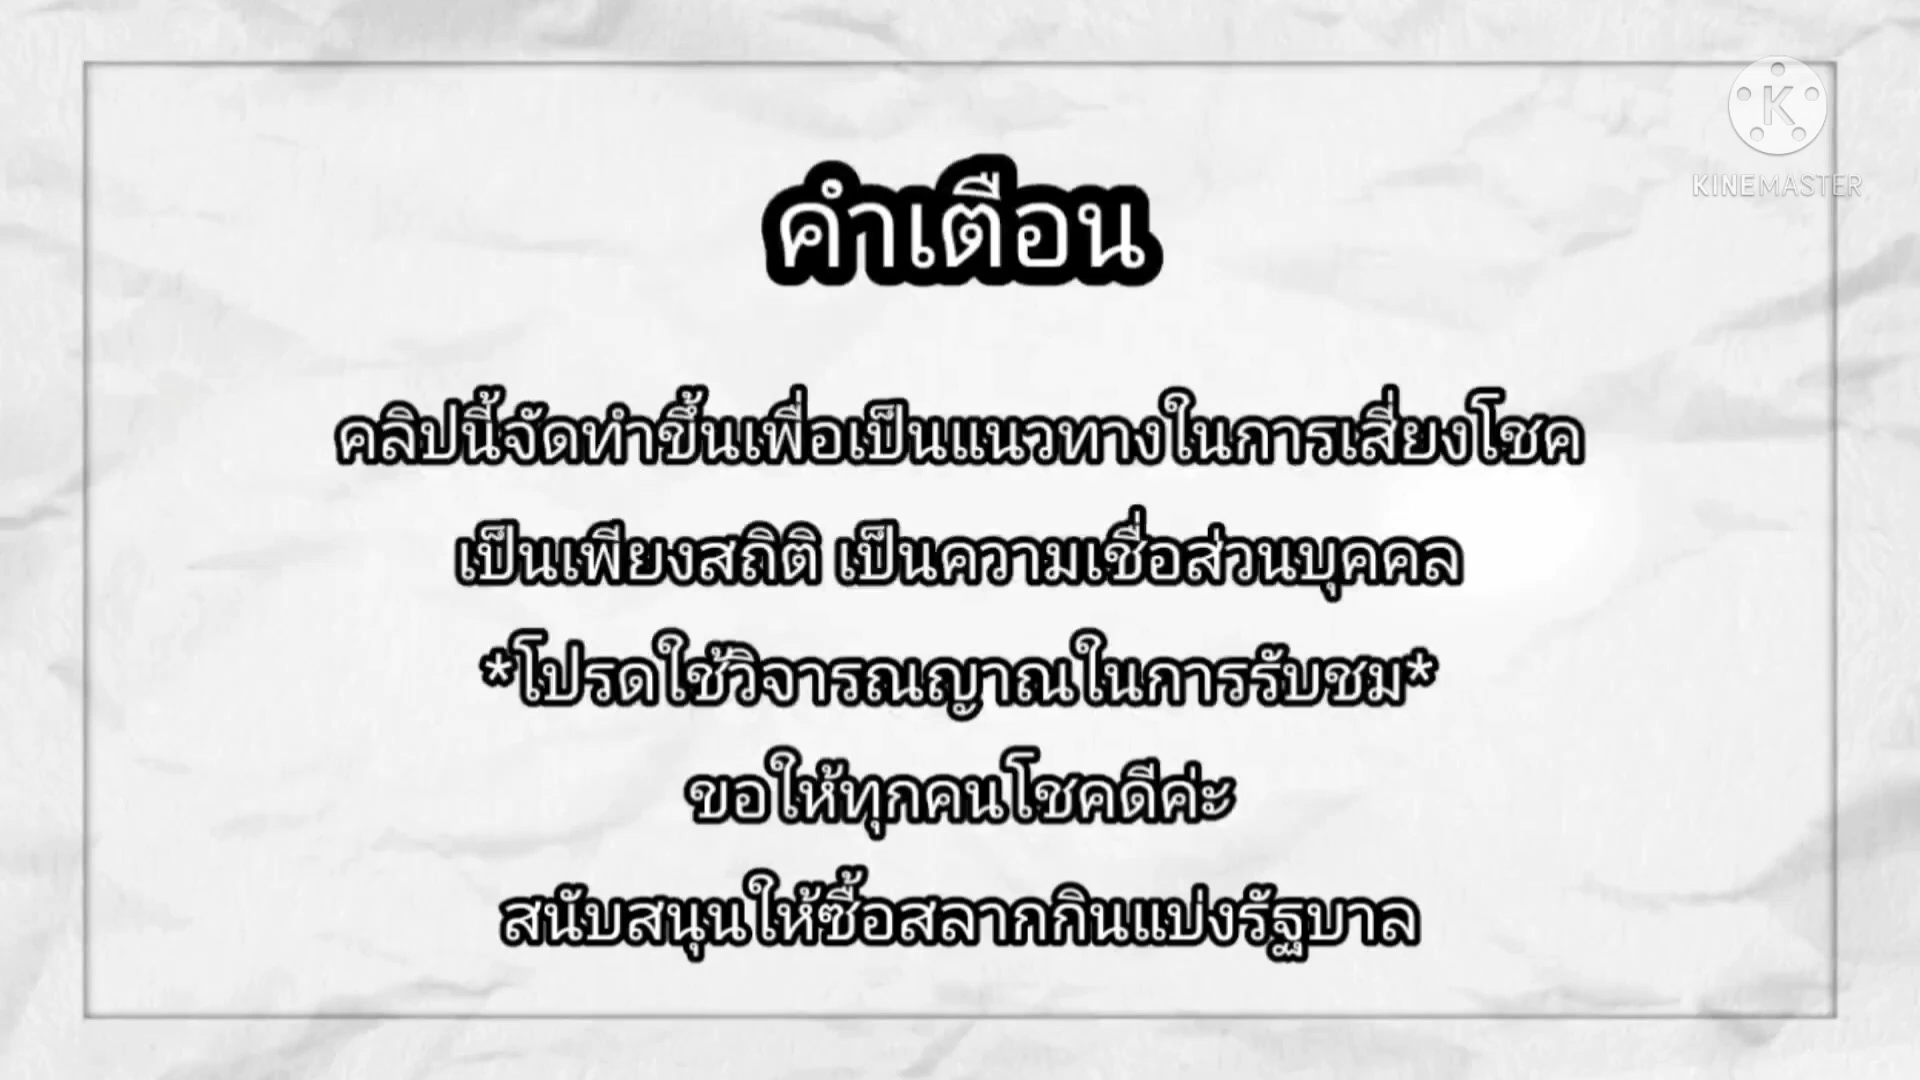 KINEMASTER
คำเตือน
คลิปนี้จัดทำขึ้นเพื่อเป็นแนวทางในการเสี่ยงโชค
เป็นเพียงสถิติ เป็นความเชื่อส่วนบุคคล
*โปรดใช้วิจารณญาณในการรับชม*
ขอให้ทุกคนโชคดีค่ะ
สนับสนุนให้ซื้อสลากกินแบ่งรัฐบาล